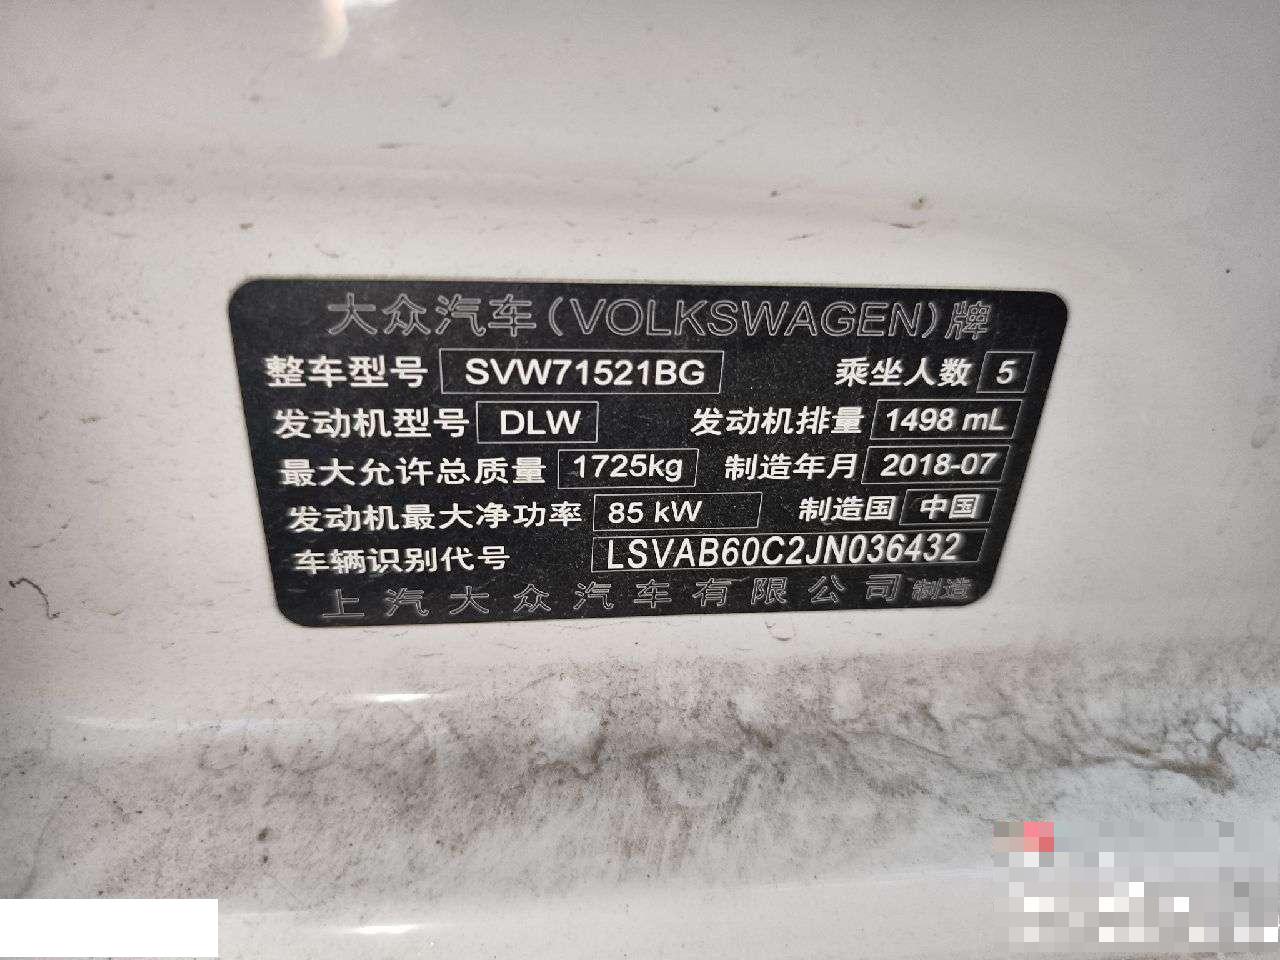 大众汽车(VOLKSWAGEN)牌
整车型号 SVW71521BG 乘坐人数 5
发动机型号 DLW 发动机排量 1498 mL
最大允许总质量 1725kg 制造年月 2018-07
发动机最大净功率 85 kW 制造国 中国
车辆识别代号 LSVAB60C2JN036432
上汽大众汽车有限公司 制造